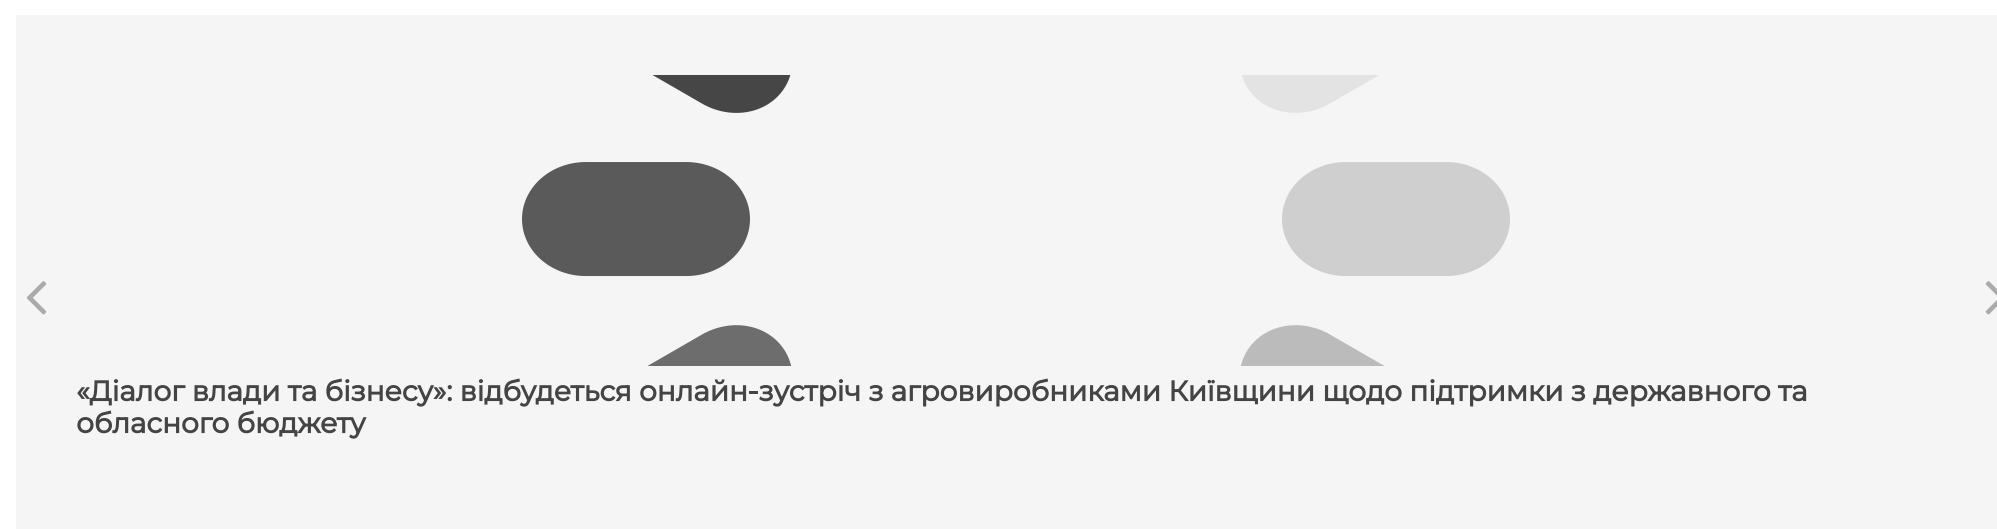 «Діалог влади та бізнесу»: відбудеться онлайн-зустріч з агровиробниками Київщини щодо підтримки з державного та
обласного бюджету